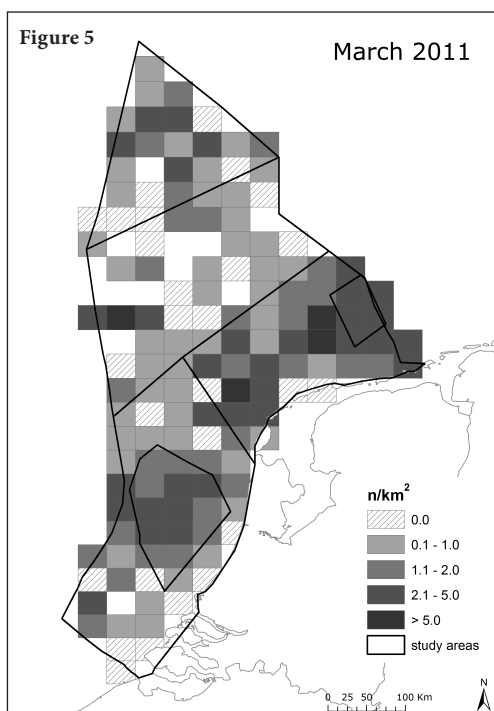 Figure 5
March 2011
n/km²
0.0
0.1 - 1.0
1.1 - 2.0
2.1 - 5.0
> 5.0
study areas
N
0 25 50 100 Km